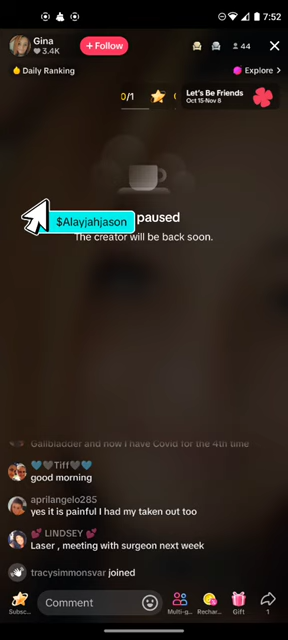 7:52
Gina
3.4K
+ Follow
44
Daily Ranking
Explore >
0/1
Let's Be Friends
Oct 15-Nov 8
$Alayjahjason
paused
The creator will be back soon.
Gallbladder and now I have Covid for the 4th time
🩵🖤Tiff🖤🩵
good morning
aprilangelo285
yes it is painful I had my taken out too
💕 LINDSEY 💕
Laser , meeting with surgeon next week
tracysimmonsvar joined
Comment
Subsc...
Multi-g...
Rechar...
Gift
1